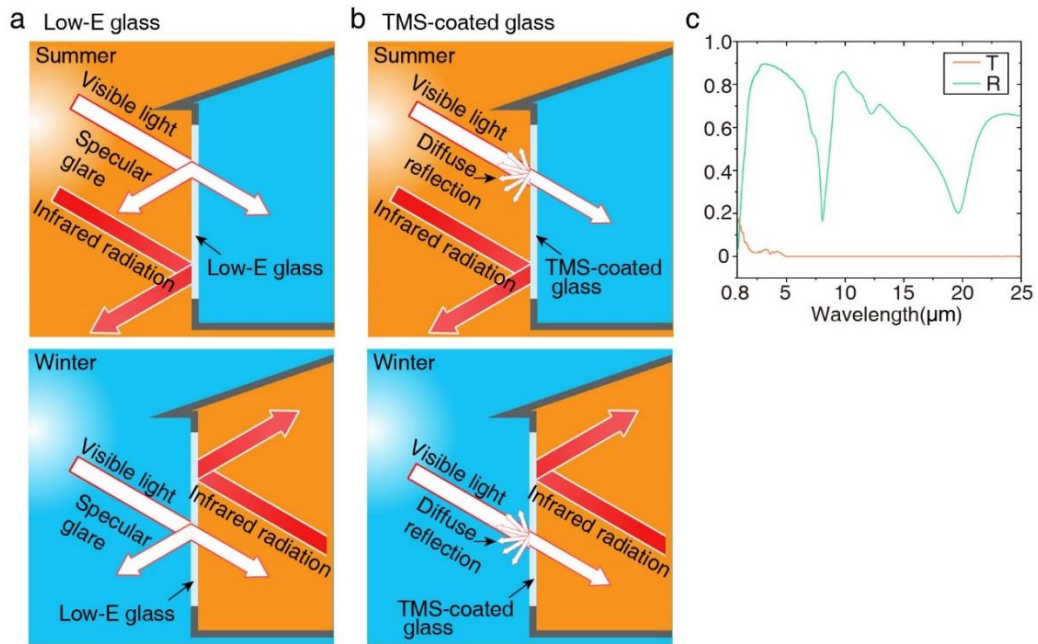 a Low-E glass
Summer
Visible light
Specular
glare
Infrared radiation
Low-E glass
Winter
Visible light
Specular
glare
Infrared radiation
Low-E glass
b TMS-coated glass
Summer
Visible light
Diffuse
reflection
Infrared radiation
TMS-coated
glass
Winter
Visible light
Diffuse
reflection
Infrared radiation
TMS-coated
glass
c
1.0
0.8
0.6
0.4
0.2
0
T
R
0.8 5 10 15 20 25
Wavelength(μm)